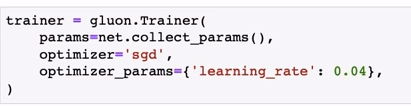 trainer = gluon.Trainer(
    params=net.collect_params(),
    optimizer='sgd',
    optimizer_params={'learning_rate': 0.04},
)